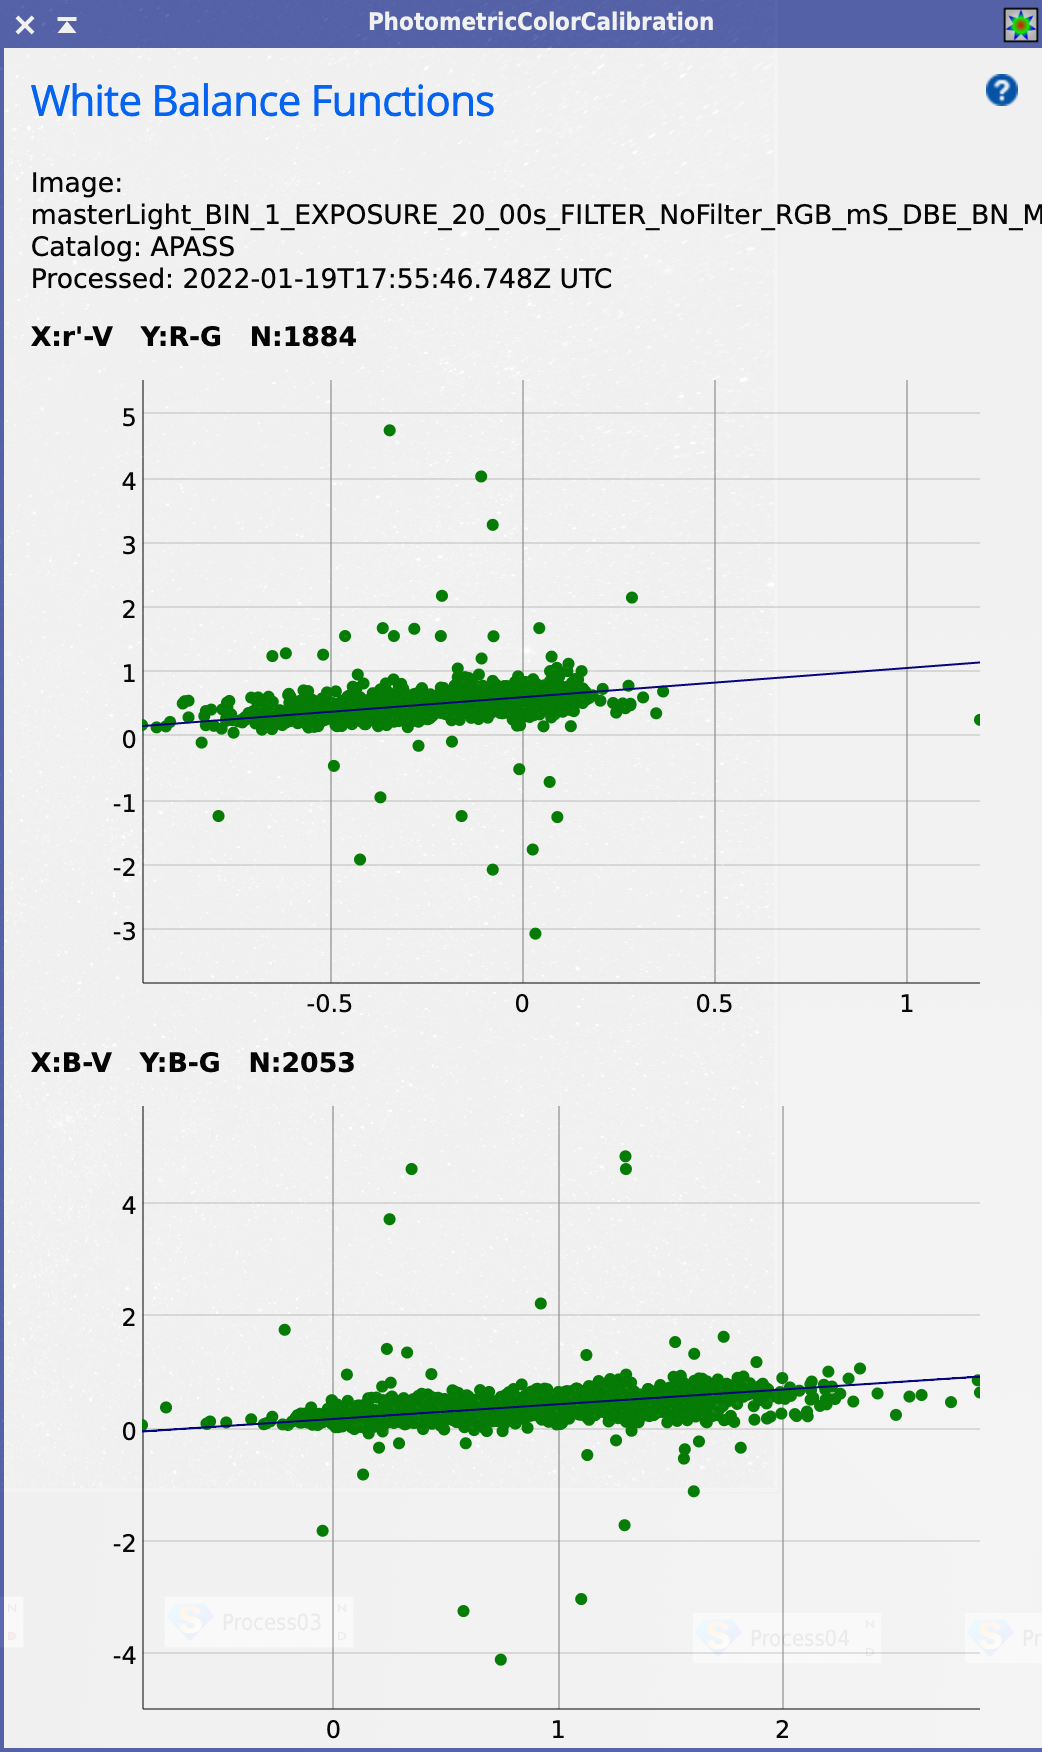 PhotometricColorCalibration
White Balance Functions
?
Image:
masterLight_BIN_1_EXPOSURE_20_00s_FILTER_NoFilter_RGB_mS_DBE_BN_M
Catalog: APASS
Processed: 2022-01-19T17:55:46.748Z UTC
X:r'-V Y:R-G N:1884
5
4
3
2
1
0
-1
-2
-3
-0.5 0 0.5 1
X:B-V Y:B-G N:2053
4
2
0
-2
-4
N
D
Process03
N
D
Process04
N
D
Pr
0 1 2